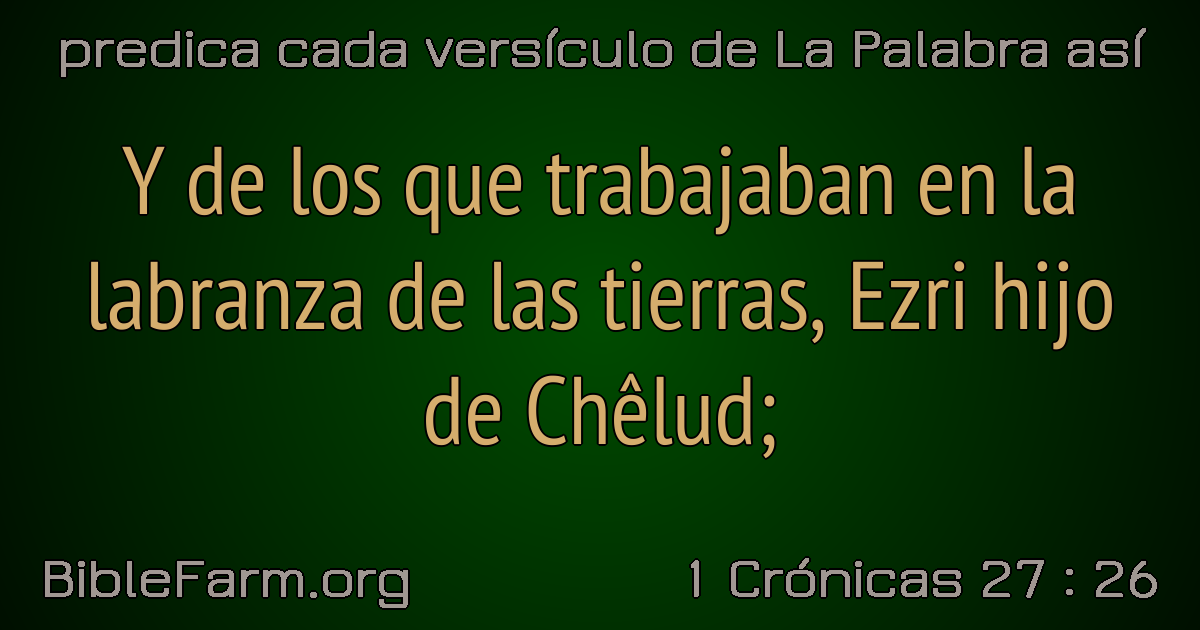 predica cada versículo de La Palabra así
Y de los que trabajaban en la
labranza de las tierras, Ezri hijo
de Chêlud;
BibleFarm.org
1 Crónicas 27 : 26